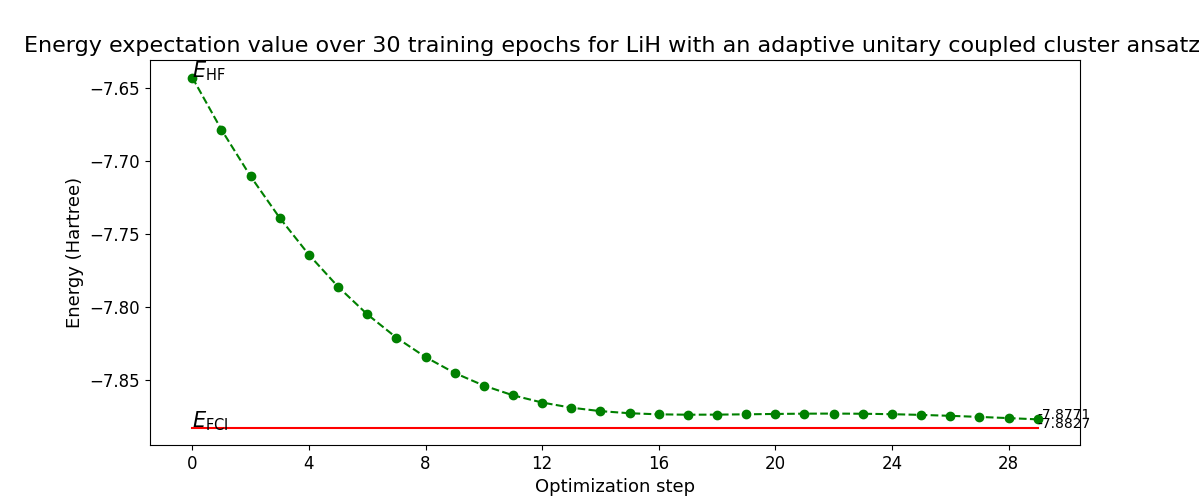 Energy expectation value over 30 training epochs for LiH with an adaptive unitary coupled cluster ansatz
E_HF
−7.65
−7.70
−7.75
−7.80
−7.85
Energy (Hartree)
E_FCI
-7.8771
-7.8827
0 4 8 12 16 20 24 28
Optimization step